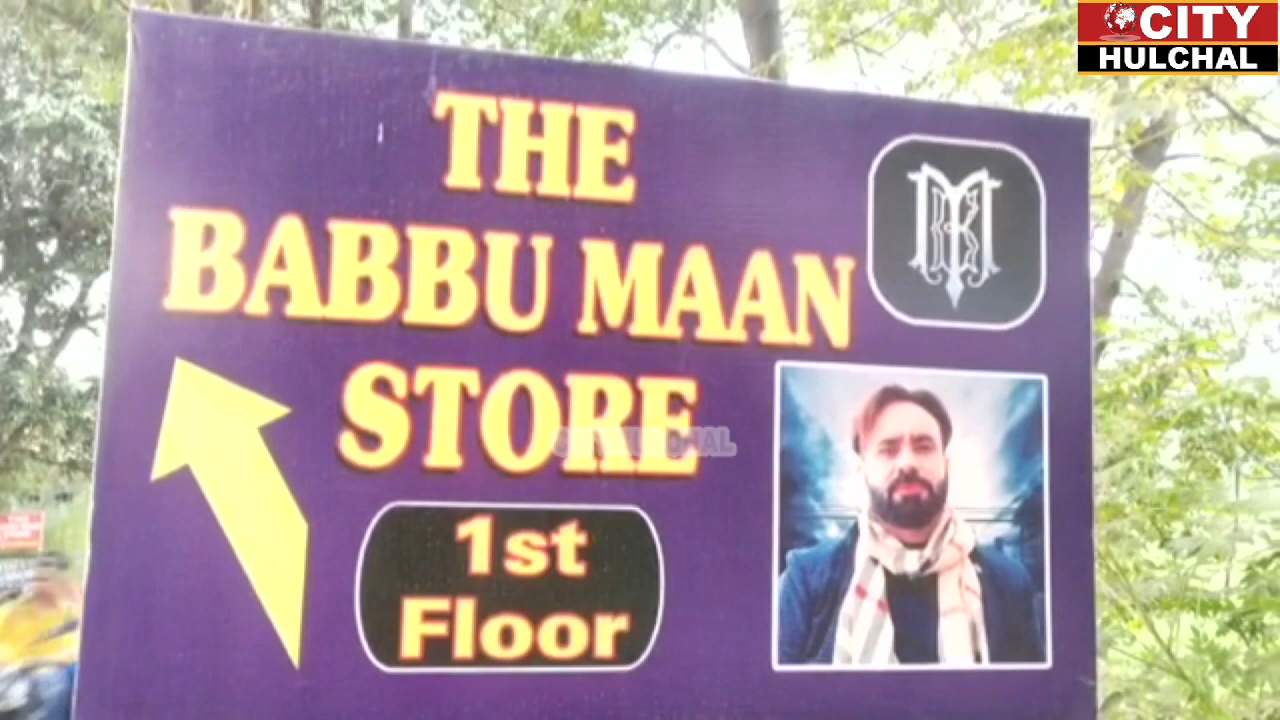 CITY
HULCHAL
THE
BABBU MAAN
STORE
1st
Floor